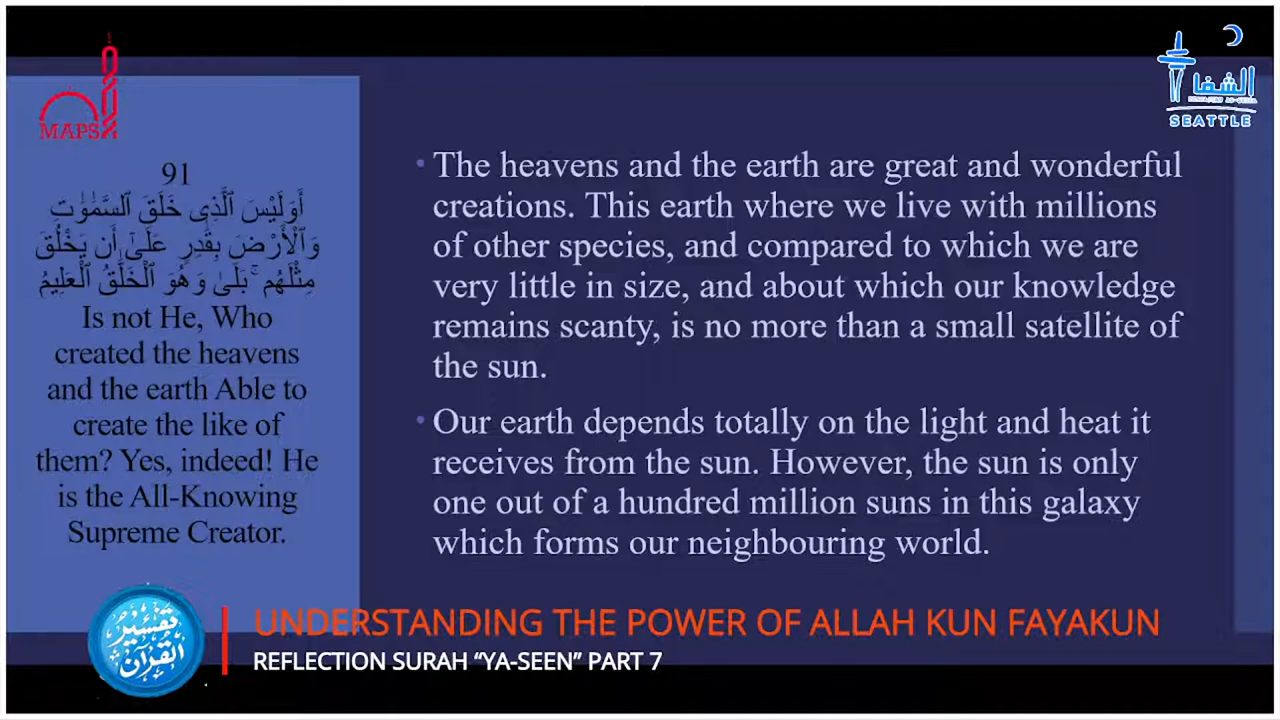 MAPS
الشفاء
SEATTLE
91
أَوَلَيْسَ ٱلَّذِى خَلَقَ ٱلسَّمَٰوَٰتِ
وَٱلْأَرْضَ بِقَٰدِرٍ عَلَىٰٓ أَن يَخْلُقَ
مِثْلَهُم ۚ بَلَىٰ وَهُوَ ٱلْخَلَّٰقُ ٱلْعَلِيمُ
Is not He, Who
created the heavens
and the earth Able to
create the like of
them? Yes, indeed! He
is the All-Knowing
Supreme Creator.
• The heavens and the earth are great and wonderful
creations. This earth where we live with millions
of other species, and compared to which we are
very little in size, and about which our knowledge
remains scanty, is no more than a small satellite of
the sun.
• Our earth depends totally on the light and heat it
receives from the sun. However, the sun is only
one out of a hundred million suns in this galaxy
which forms our neighbouring world.
تفسير
القرآن
UNDERSTANDING THE POWER OF ALLAH KUN FAYAKUN
REFLECTION SURAH “YA-SEEN” PART 7